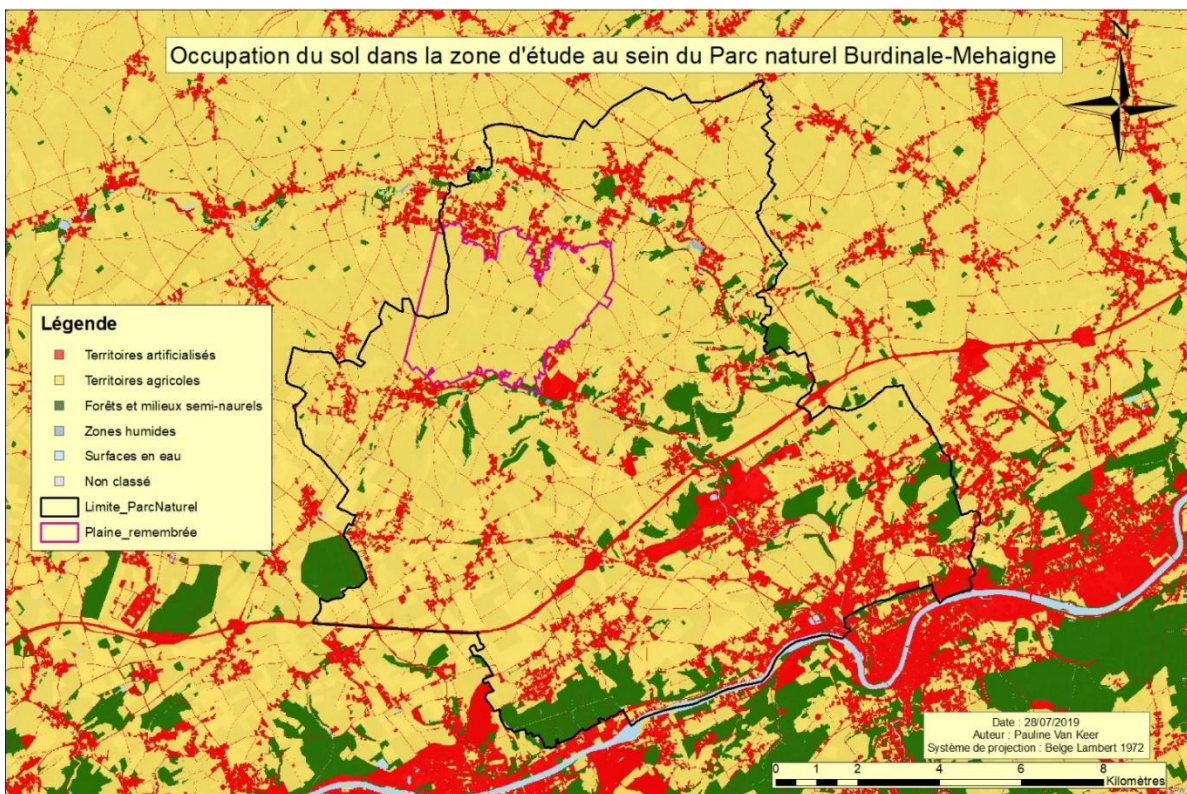 Occupation du sol dans la zone d'étude au sein du Parc naturel Burdinale-Mehaigne
N
Légende
Territoires artificialisés
Territoires agricoles
Forêts et milieux semi-naurels
Zones humides
Surfaces en eau
Non classé
Limite_ParcNaturel
Plaine_remembrée
Date : 28/07/2019
Auteur : Pauline Van Keer
Système de projection : Belge Lambert 1972
0 2 4 6 8
Kilomètres